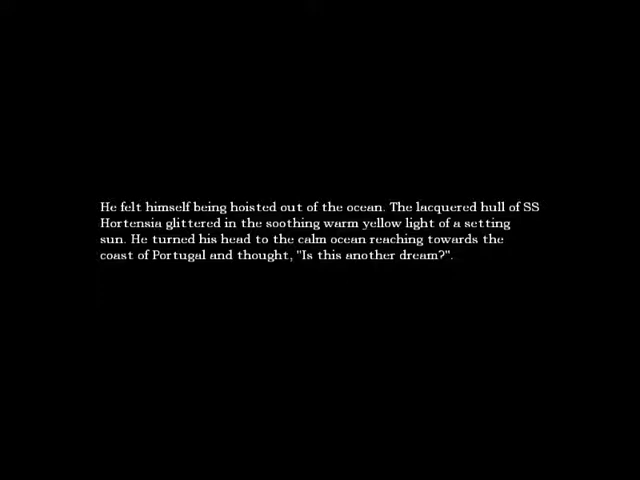 He felt himself being hoisted out of the ocean. The lacquered hull of SS
Hortensia glittered in the soothing warm yellow light of a setting
sun. He turned his head to the calm ocean reaching towards the
coast of Portugal and thought, "Is this another dream?".